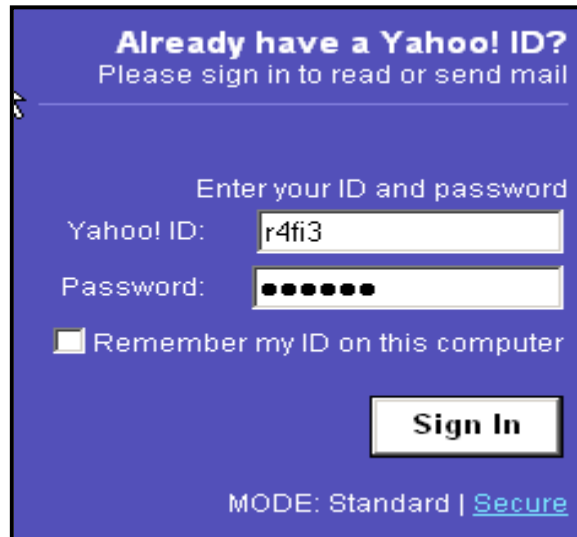 Already have a Yahoo! ID?
Please sign in to read or send mail
Enter your ID and password
Yahoo! ID: r4fi3
Password: ●●●●●●
Remember my ID on this computer
Sign In
MODE: Standard | Secure